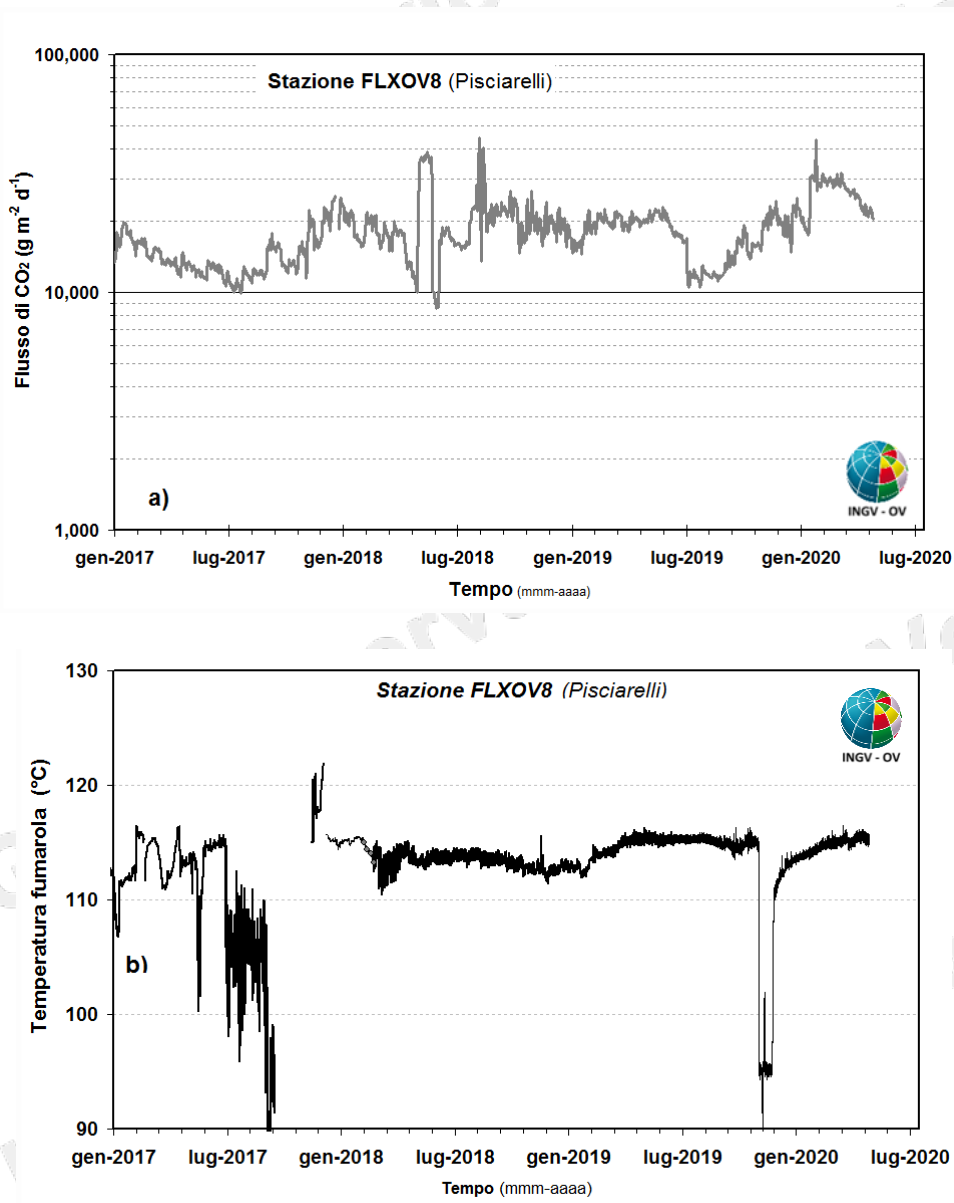 100,000
Stazione FLXOV8 (Pisciarelli)
Flusso di CO2 (g m-2 d-1)
10,000
a)
INGV - OV
1,000
gen-2017 lug-2017 gen-2018 lug-2018 gen-2019 lug-2019 gen-2020 lug-2020
Tempo (mmm-aaaa)
130
Stazione FLXOV8 (Pisciarelli)
INGV - OV
120
Temperatura fumarola (°C)
110
b)
100
90
gen-2017 lug-2017 gen-2018 lug-2018 gen-2019 lug-2019 gen-2020 lug-2020
Tempo (mmm-aaaa)